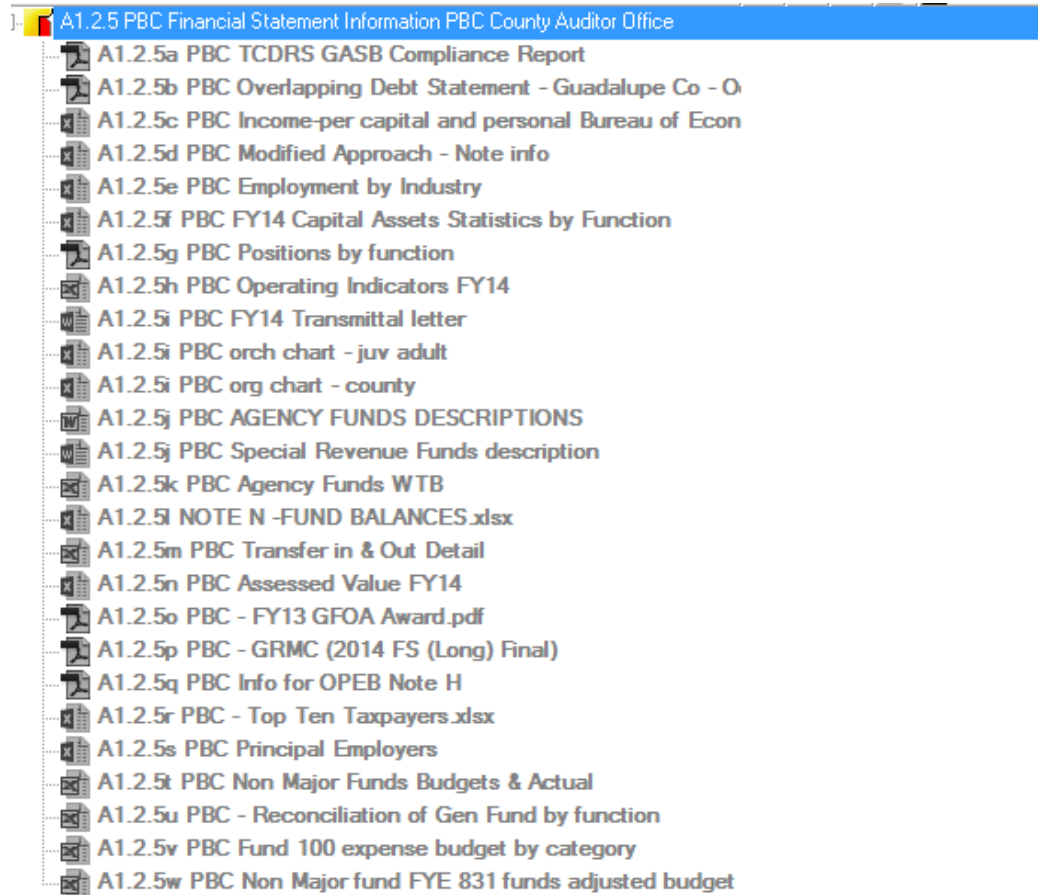 A1.2.5 PBC Financial Statement Information PBC County Auditor Office
A1.2.5a PBC TCDRS GASB Compliance Report
A1.2.5b PBC Overlapping Debt Statement - Guadalupe Co - O
A1.2.5c PBC Income-per capital and personal Bureau of Econ
A1.2.5d PBC Modified Approach - Note info
A1.2.5e PBC Employment by Industry
A1.2.5f PBC FY14 Capital Assets Statistics by Function
A1.2.5g PBC Positions by function
A1.2.5h PBC Operating Indicators FY14
A1.2.5i PBC FY14 Transmittal letter
A1.2.5i PBC orch chart - juv adult
A1.2.5i PBC org chart - county
A1.2.5j PBC AGENCY FUNDS DESCRIPTIONS
A1.2.5j PBC Special Revenue Funds description
A1.2.5k PBC Agency Funds WTB
A1.2.5l NOTE N -FUND BALANCES.xlsx
A1.2.5m PBC Transfer in & Out Detail
A1.2.5n PBC Assessed Value FY14
A1.2.5o PBC - FY13 GFOA Award.pdf
A1.2.5p PBC - GRMC (2014 FS (Long) Final)
A1.2.5q PBC Info for OPEB Note H
A1.2.5r PBC - Top Ten Taxpayers.xlsx
A1.2.5s PBC Principal Employers
A1.2.5t PBC Non Major Funds Budgets & Actual
A1.2.5u PBC - Reconciliation of Gen Fund by function
A1.2.5v PBC Fund 100 expense budget by category
A1.2.5w PBC Non Major fund FYE 831 funds adjusted budget